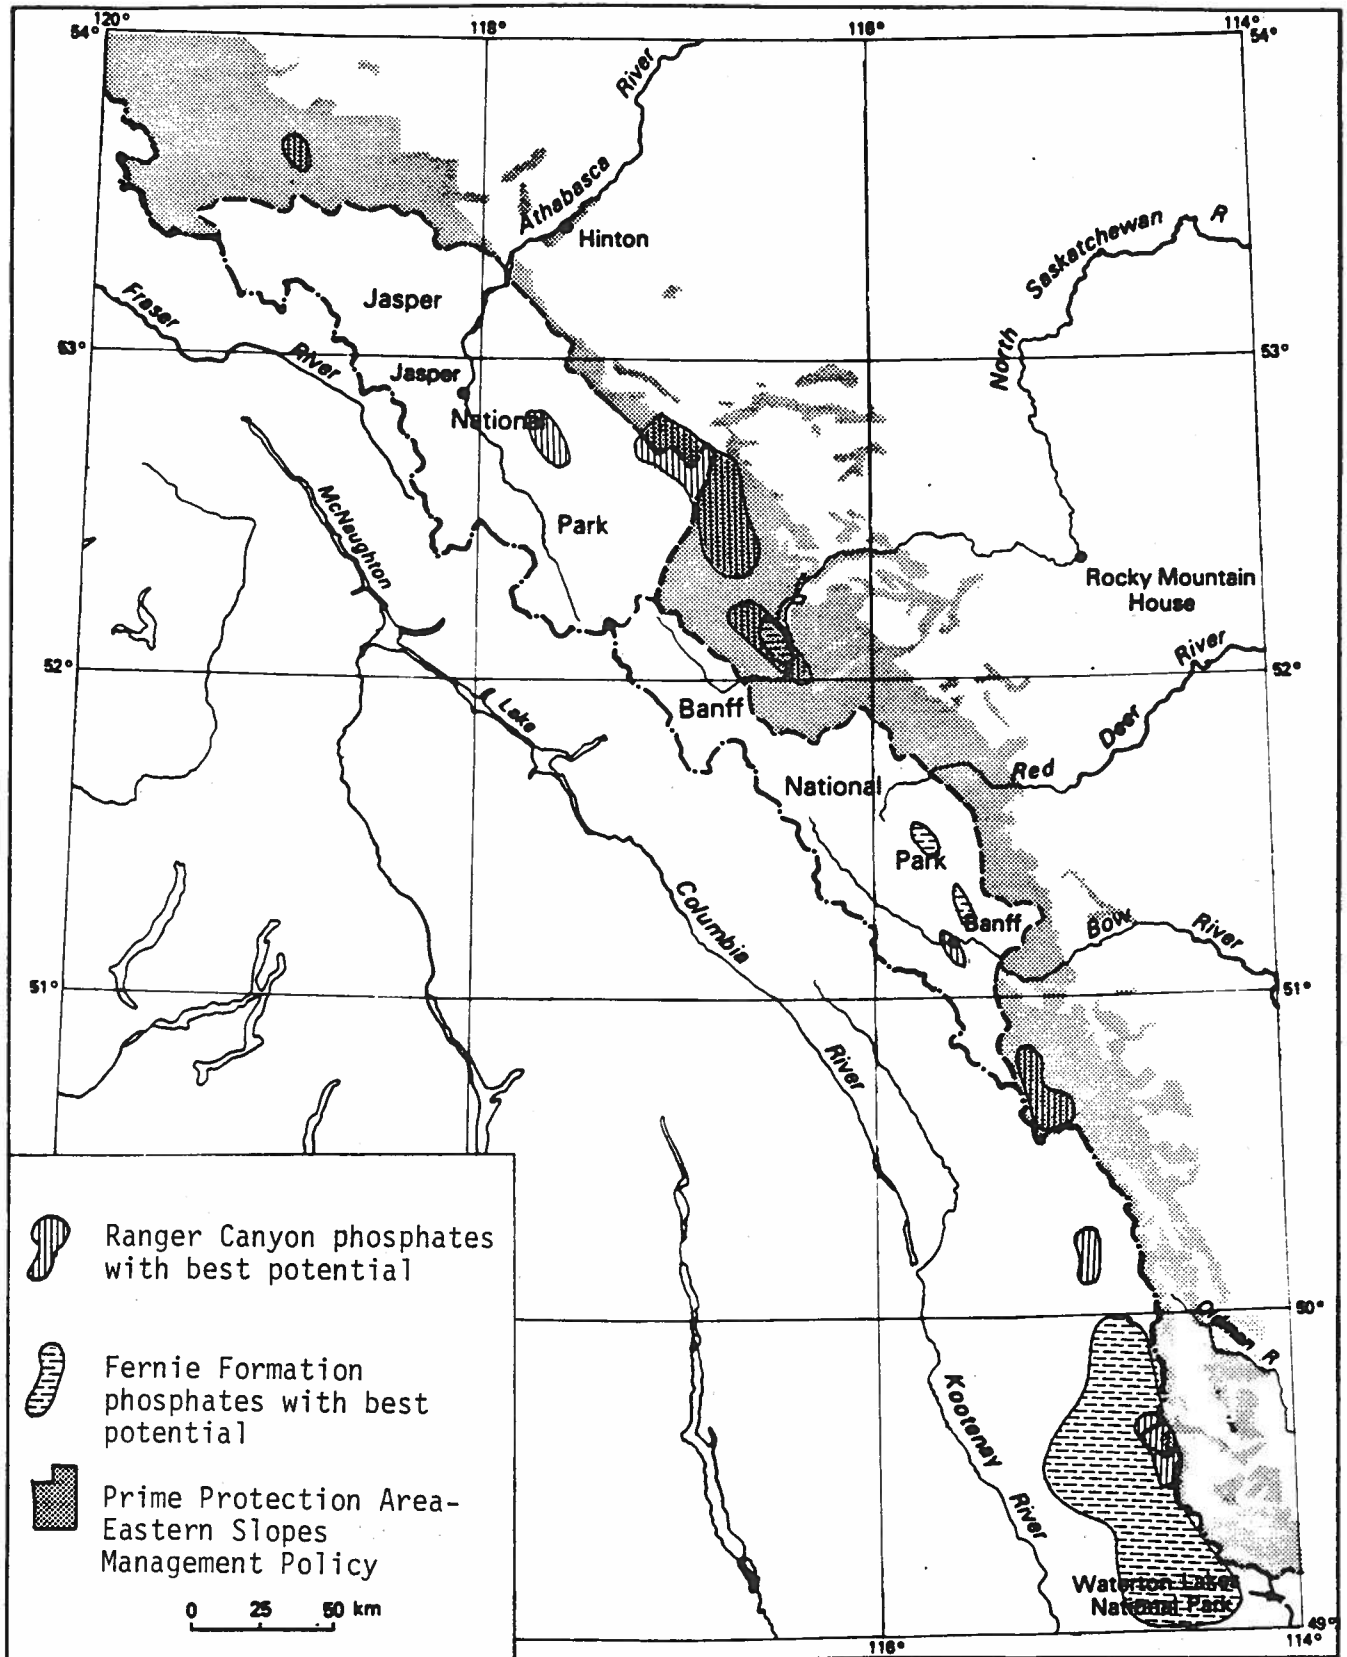 120°
118°
116°
114°
54°
54°
River
Athabasca
Hinton
Saskatchewan R
North
Jasper
Fraser
River
53°
53°
Jasper
National
McNaughton
Park
Rocky Mountain
House
River
52°
52°
Lake
Banff
Deer
National
Red
Park
Columbia
Banff
Bow
River
51°
51°
River
50°
Oldman R
Kootenay
River
Waterton Lakes
National Park
49°
116°
114°
Ranger Canyon phosphates
with best potential
Fernie Formation
phosphates with best
potential
Prime Protection Area-
Eastern Slopes
Management Policy
0 25 50 km